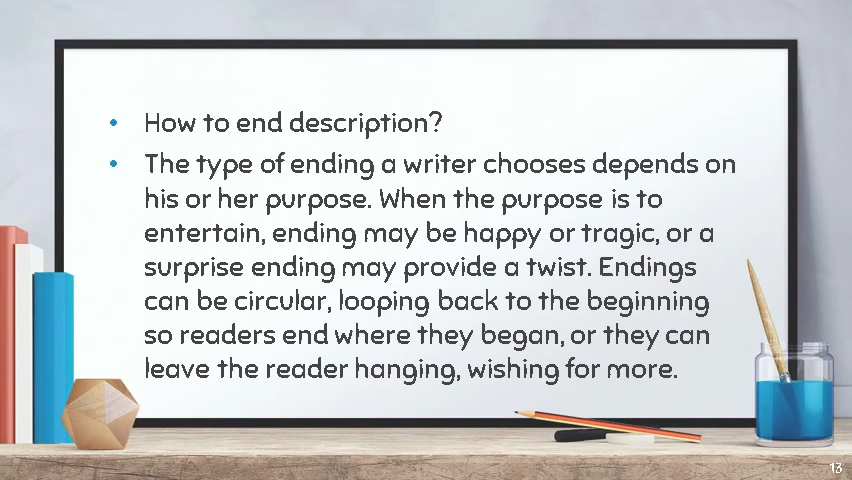 • How to end description?
• The type of ending a writer chooses depends on
his or her purpose. When the purpose is to
entertain, ending may be happy or tragic, or a
surprise ending may provide a twist. Endings
can be circular, looping back to the beginning
so readers end where they began, or they can
leave the reader hanging, wishing for more.
13